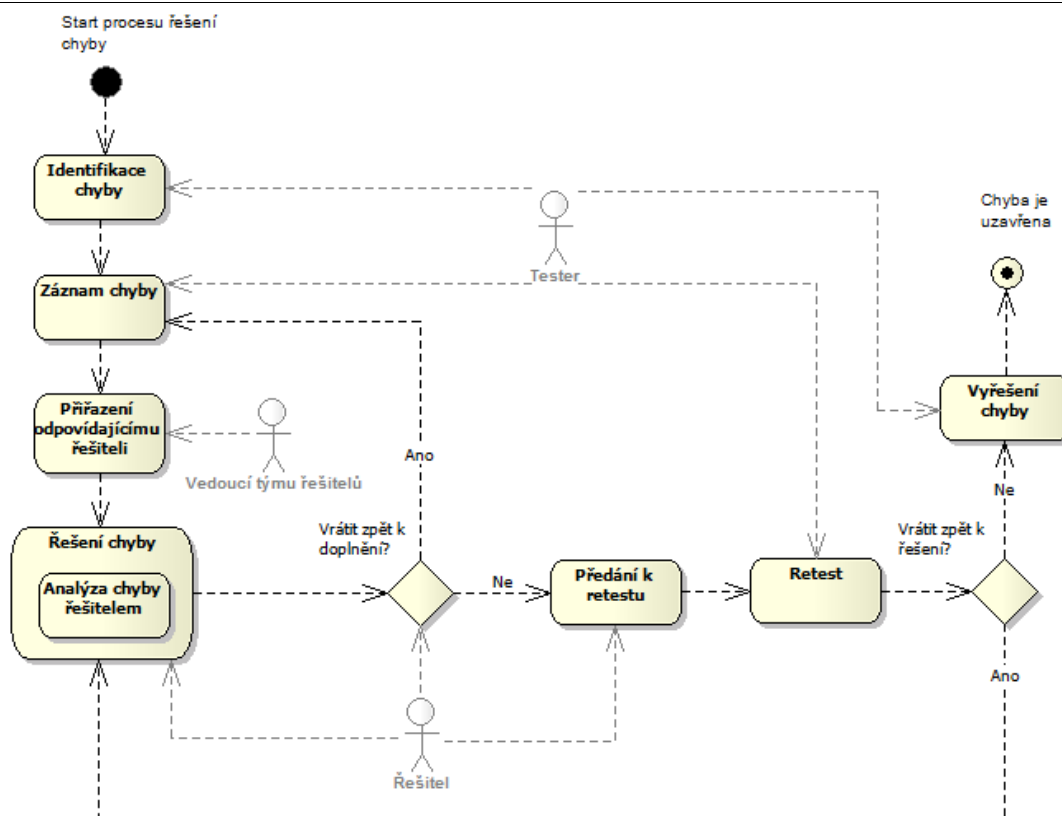 Start procesu řešení
chyby
Identifikace
chyby
Tester
Chyba je
uzavřena
Záznam chyby
Vyřešení
chyby
Přiřazení
odpovídajícímu
řešiteli
Vedoucí týmu řešitelů
Ano
Ne
Řešení chyby
Analýza chyby
řešitelem
Vrátit zpět k
doplnění?
Ne
Předání k
retestu
Retest
Vrátit zpět k
řešení?
Ano
Řešitel